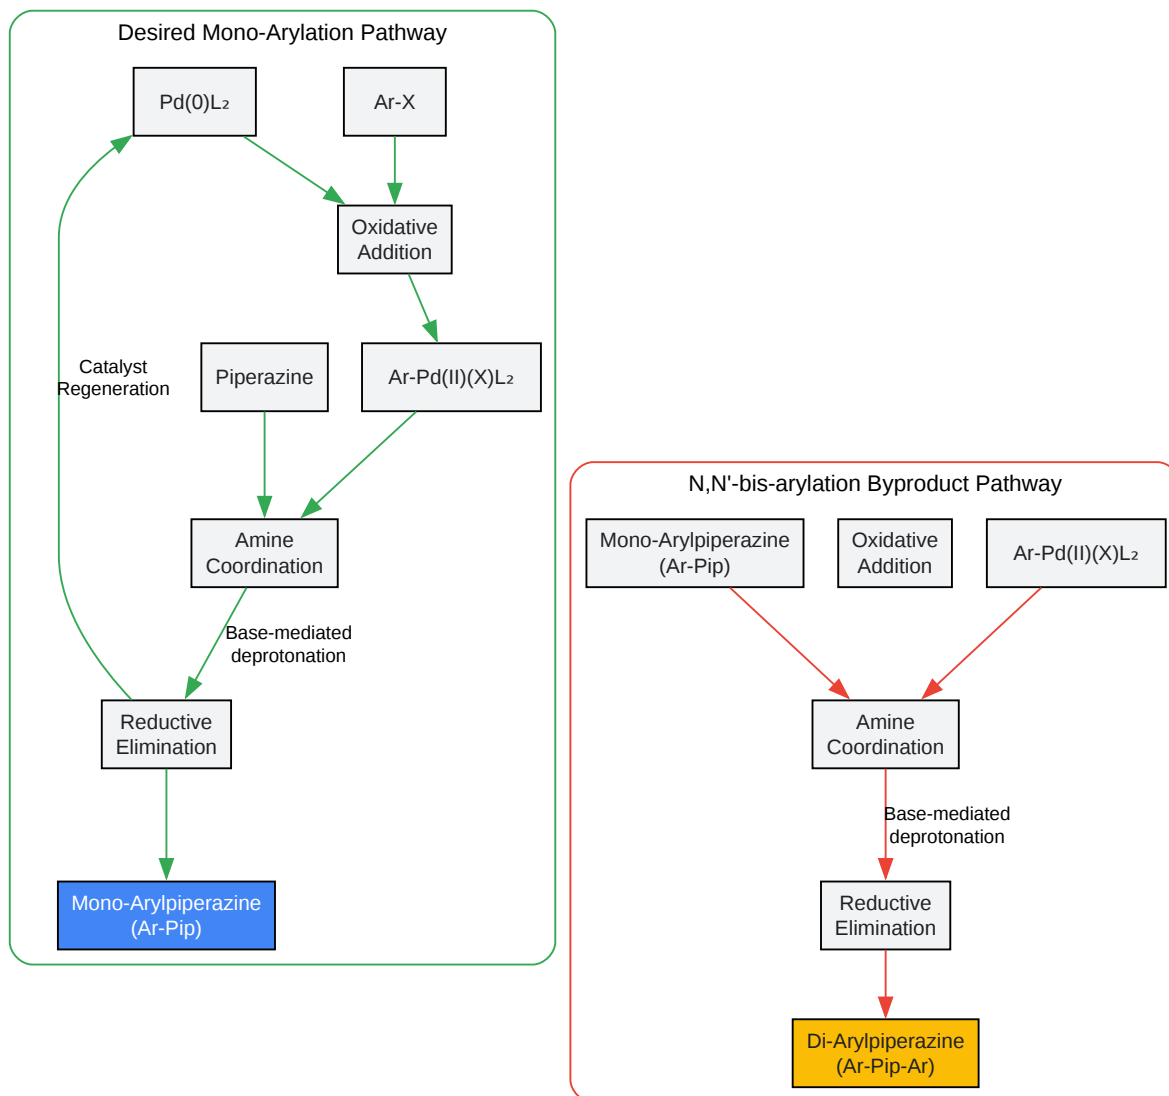 Desired Mono-Arylation Pathway
Pd(0)L₂
Ar-X
Oxidative
Addition
Catalyst
Regeneration
Piperazine
Ar-Pd(II)(X)L₂
Amine
Coordination
Base-mediated
deprotonation
Reductive
Elimination
Mono-Arylpiperazine
(Ar-Pip)
N,N'-bis-arylation Byproduct Pathway
Mono-Arylpiperazine
(Ar-Pip)
Oxidative
Addition
Ar-Pd(II)(X)L₂
Amine
Coordination
Base-mediated
deprotonation
Reductive
Elimination
Di-Arylpiperazine
(Ar-Pip-Ar)